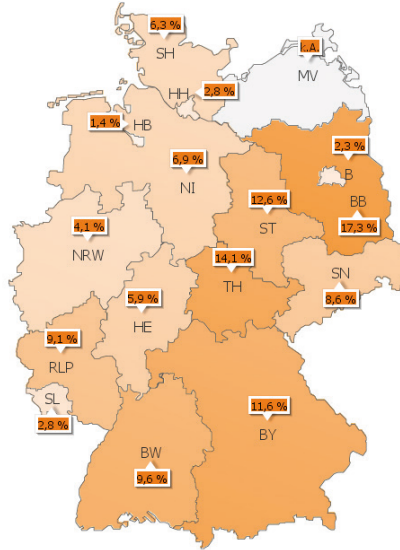 6,3 %
SH
k.A.
MV
HH
2,8 %
1,4 %
HB
2,3 %
B
6,9 %
NI
12,6 %
ST
BB
17,3 %
4,1 %
NRW
14,1 %
TH
SN
8,6 %
5,9 %
HE
9,1 %
RLP
SL
2,8 %
11,6 %
BY
BW
9,6 %